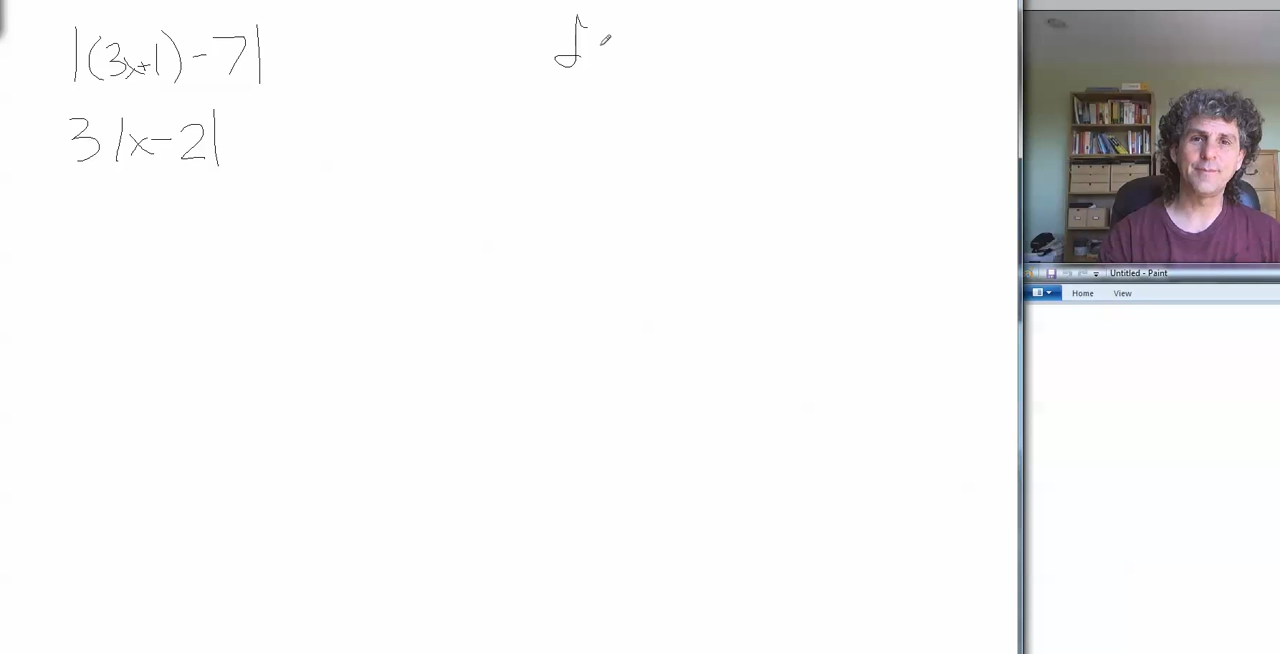 |(3x+1)-7|
3|x-2|
Untitled - Paint
Home
View